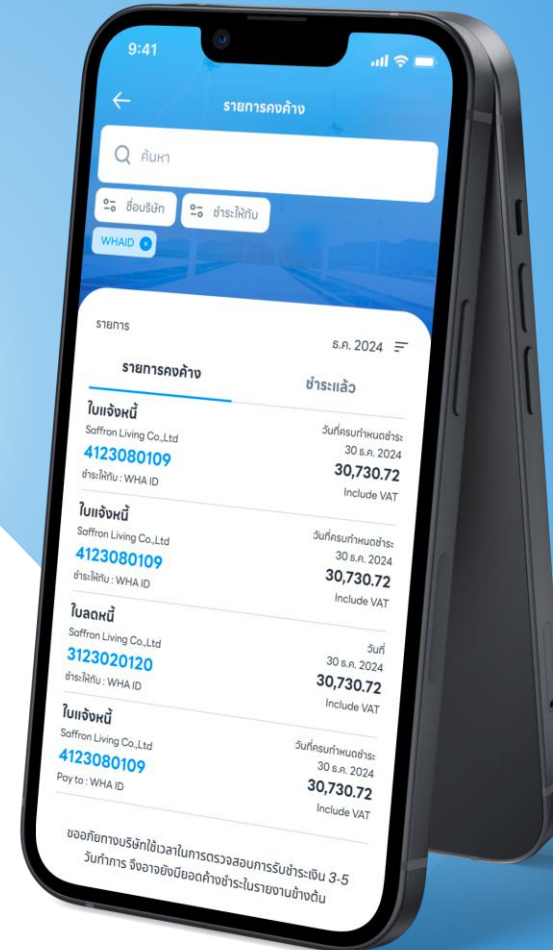 9:41
รายการคงค้าง
ค้นหา
ชื่อบริษัท ชำระให้กับ
WHAID
รายการ ธ.ค. 2024
รายการคงค้าง ชำระแล้ว
ใบแจ้งหนี้ วันที่ครบกำหนดชำระ
Saffron Living Co.,Ltd 30 ธ.ค. 2024
4123080109 30,730.72
ชำระให้กับ : WHA ID Include VAT
ใบแจ้งหนี้ วันที่ครบกำหนดชำระ
Saffron Living Co.,Ltd 30 ธ.ค. 2024
4123080109 30,730.72
ชำระให้กับ : WHA ID Include VAT
ใบลดหนี้ วันที่
Saffron Living Co.,Ltd 30 ธ.ค. 2024
3123020120 30,730.72
ชำระให้กับ : WHA ID Include VAT
ใบแจ้งหนี้ วันที่ครบกำหนดชำระ
Saffron Living Co.,Ltd 30 ธ.ค. 2024
4123080109 30,730.72
Pay to : WHA ID Include VAT
ขออภัยทางบริษัทใช้เวลาในการตรวจสอบการรับชำระเงิน 3-5
วันทำการ จึงอาจยังมียอดค้างชำระในรายงานข้างต้น